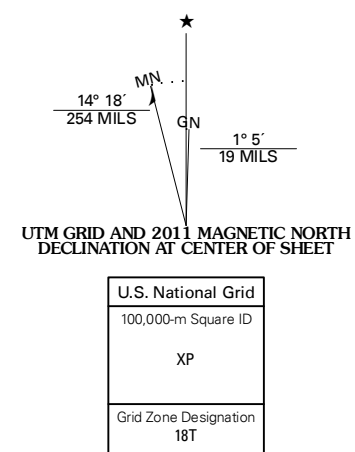 ★
MN
14° 18´
254 MILS
GN
1° 5´
19 MILS
UTM GRID AND 2011 MAGNETIC NORTH
DECLINATION AT CENTER OF SHEET
U.S. National Grid
100,000-m Square ID
XP
Grid Zone Designation
18T